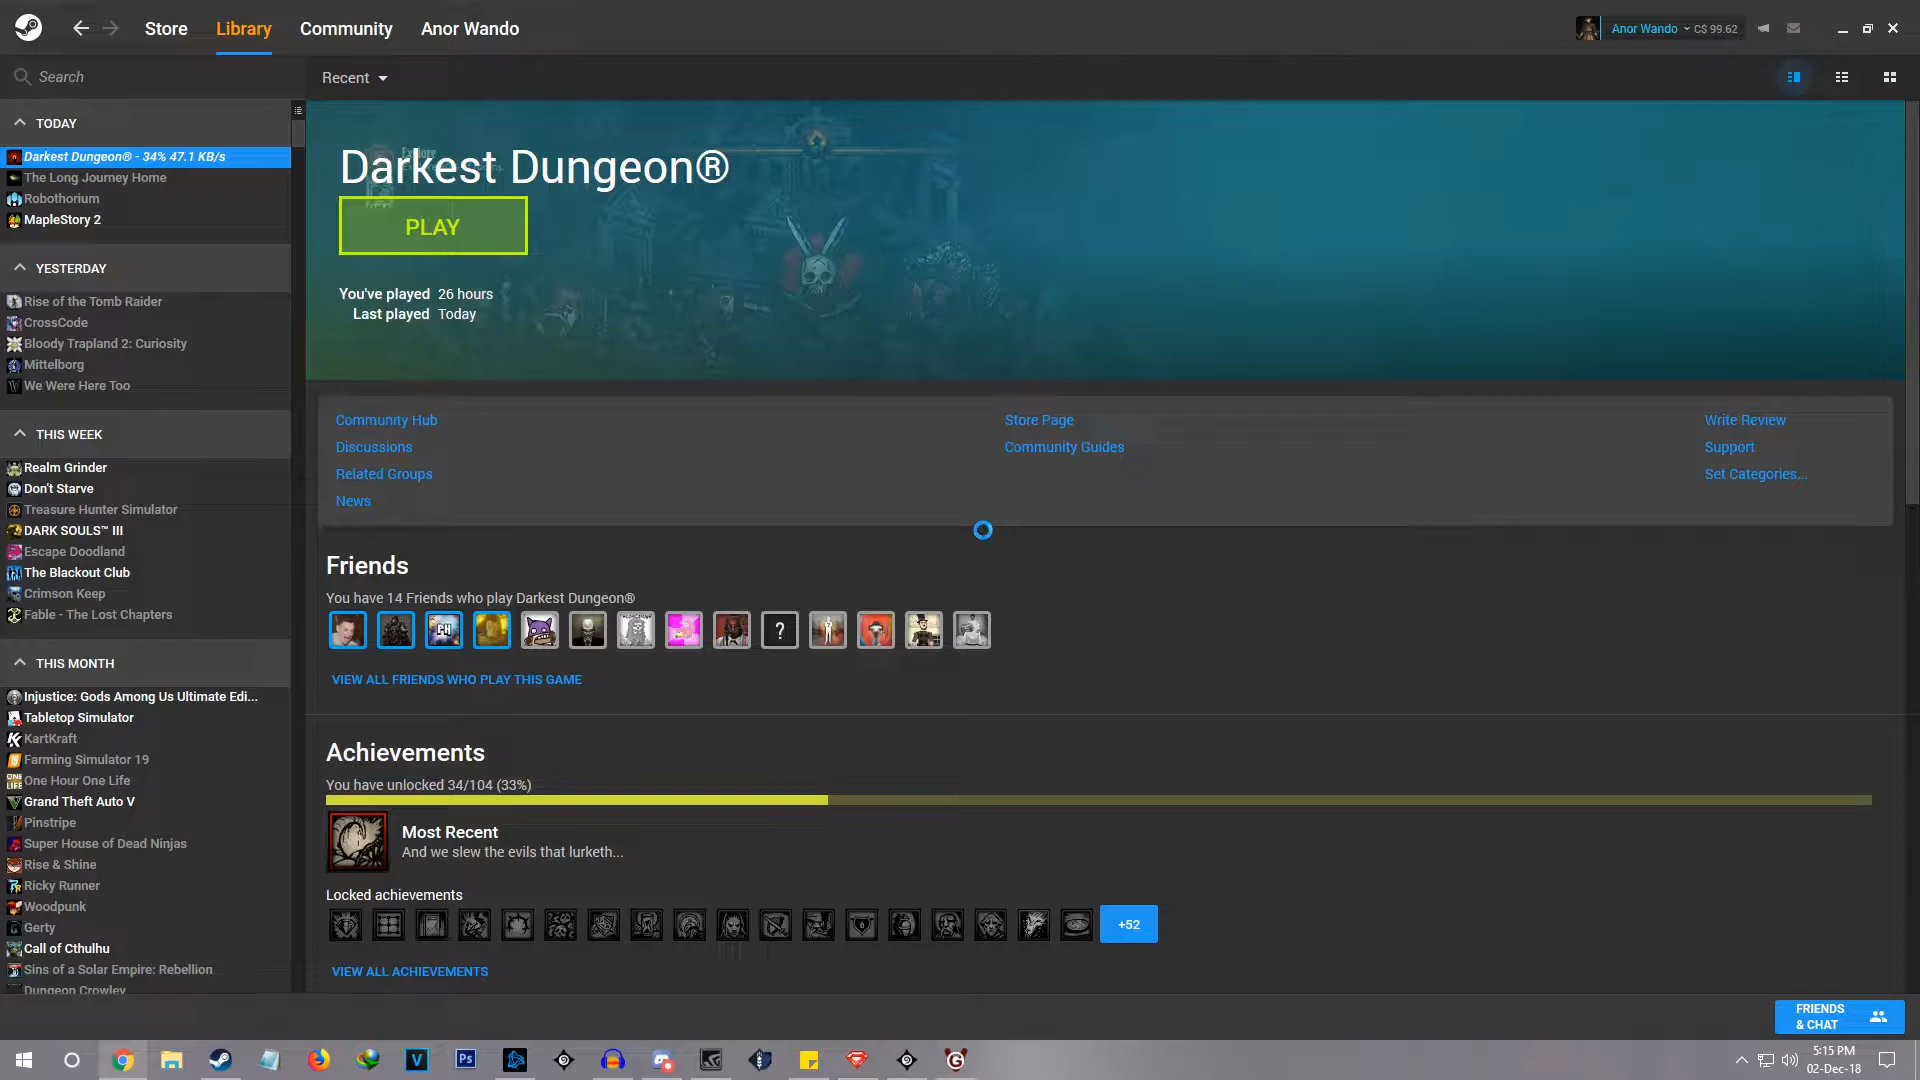 Store
Library
Community
Anor Wando
Anor Wando
C$ 99.62
Search
Recent
TODAY
Darkest Dungeon® - 34% 47.1 KB/s
The Long Journey Home
Robothorium
MapleStory 2
YESTERDAY
Rise of the Tomb Raider
CrossCode
Bloody Trapland 2: Curiosity
Mittelborg
We Were Here Too
THIS WEEK
Realm Grinder
Don't Starve
Treasure Hunter Simulator
DARK SOULS™ III
Escape Doodland
The Blackout Club
Crimson Keep
Fable - The Lost Chapters
THIS MONTH
Injustice: Gods Among Us Ultimate Edi...
Tabletop Simulator
KartKraft
Farming Simulator 19
One Hour One Life
Grand Theft Auto V
Pinstripe
Super House of Dead Ninjas
Rise & Shine
Ricky Runner
Woodpunk
Gerty
Call of Cthulhu
Sins of a Solar Empire: Rebellion
Dungeon Crowley
Explore
Darkest Dungeon®
PLAY
You've played 26 hours
Last played Today
Community Hub
Discussions
Related Groups
News
Store Page
Community Guides
Write Review
Support
Set Categories...
Friends
You have 14 Friends who play Darkest Dungeon®
VIEW ALL FRIENDS WHO PLAY THIS GAME
Achievements
You have unlocked 34/104 (33%)
Most Recent
And we slew the evils that lurketh...
Locked achievements
+52
VIEW ALL ACHIEVEMENTS
FRIENDS
& CHAT
5:15 PM
02-Dec-18